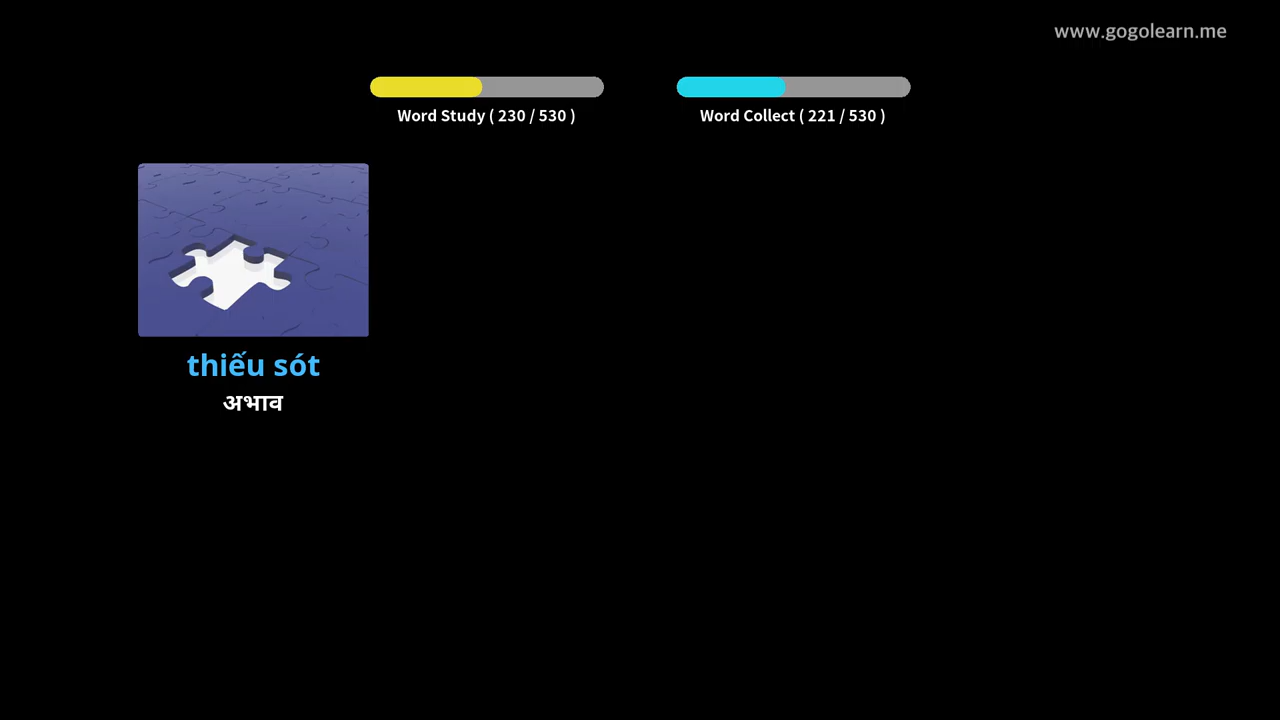 www.gogolearn.me
Word Study ( 230 / 530 )
Word Collect ( 221 / 530 )
thiếu sót
अभाव